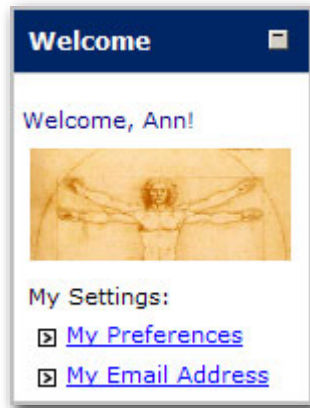 Welcome
Welcome, Ann!
My Settings:
My Preferences
My Email Address